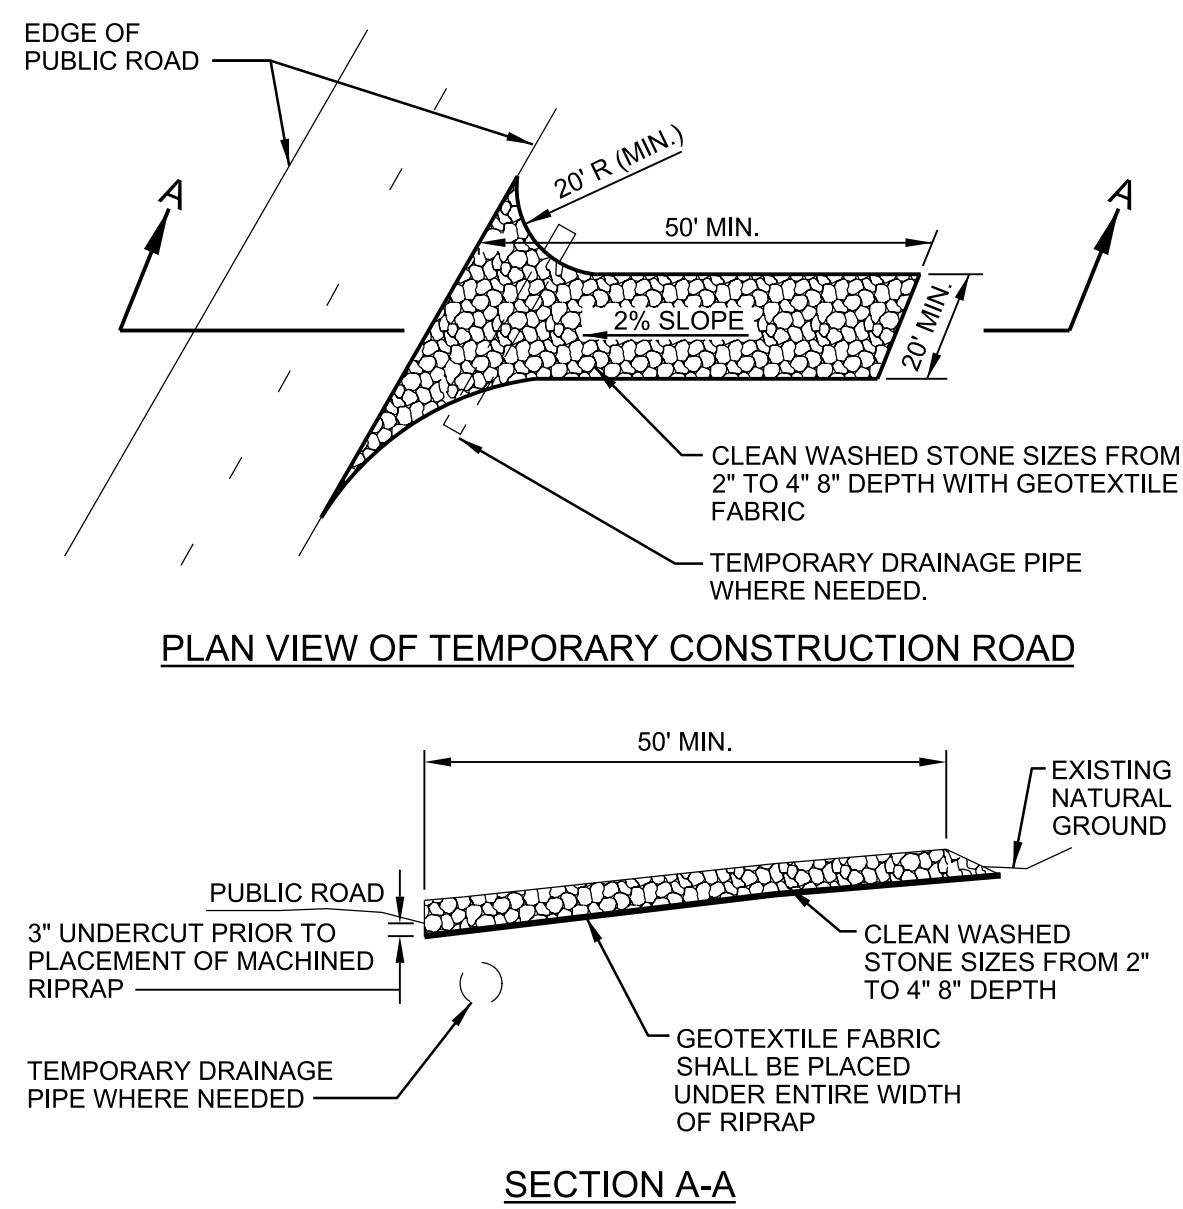 EDGE OF
PUBLIC ROAD
20' R (MIN.)
A
A
50' MIN.
2% SLOPE
20' MIN.
CLEAN WASHED STONE SIZES FROM
2" TO 4" 8" DEPTH WITH GEOTEXTILE
FABRIC
TEMPORARY DRAINAGE PIPE
WHERE NEEDED.
PLAN VIEW OF TEMPORARY CONSTRUCTION ROAD
50' MIN.
EXISTING
NATURAL
GROUND
PUBLIC ROAD
3" UNDERCUT PRIOR TO
PLACEMENT OF MACHINED
RIPRAP
CLEAN WASHED
STONE SIZES FROM 2"
TO 4" 8" DEPTH
TEMPORARY DRAINAGE
PIPE WHERE NEEDED
GEOTEXTILE FABRIC
SHALL BE PLACED
UNDER ENTIRE WIDTH
OF RIPRAP
SECTION A-A